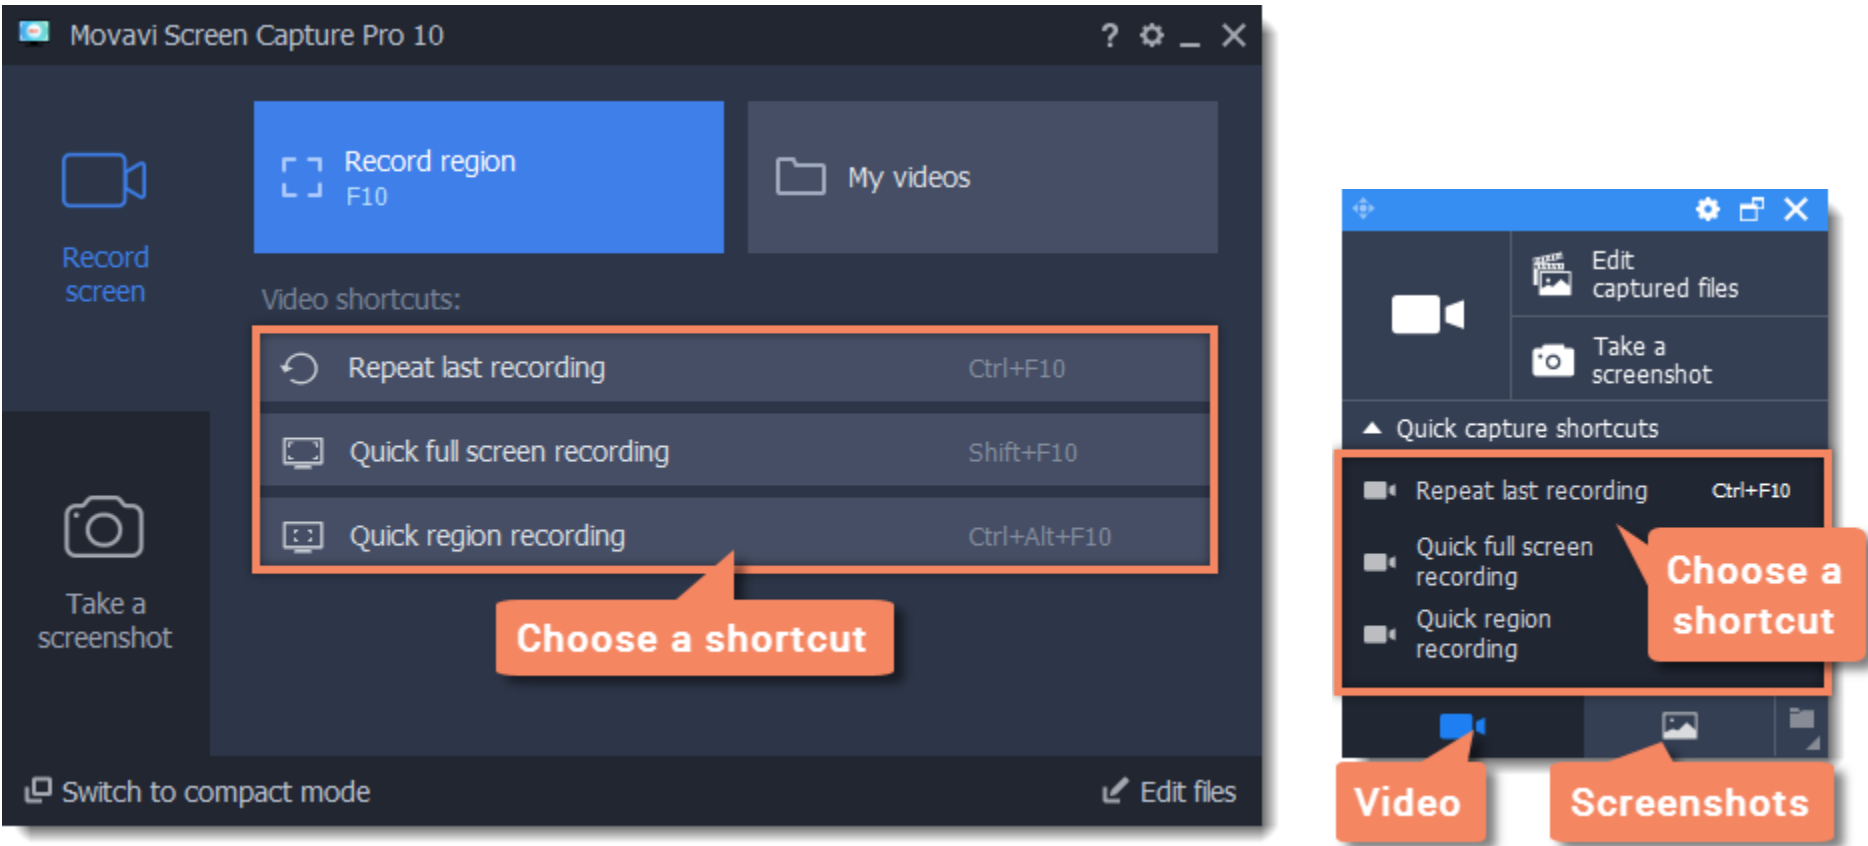 Movavi Screen Capture Pro 10
?
Record
screen
Record region
F10
My videos
Video shortcuts:
Repeat last recording Ctrl+F10
Quick full screen recording Shift+F10
Quick region recording Ctrl+Alt+F10
Choose a shortcut
Take a
screenshot
Switch to compact mode
Edit files
Edit
captured files
Take a
screenshot
Quick capture shortcuts
Repeat last recording Ctrl+F10
Quick full screen
recording
Quick region
recording
Choose a
shortcut
Video
Screenshots